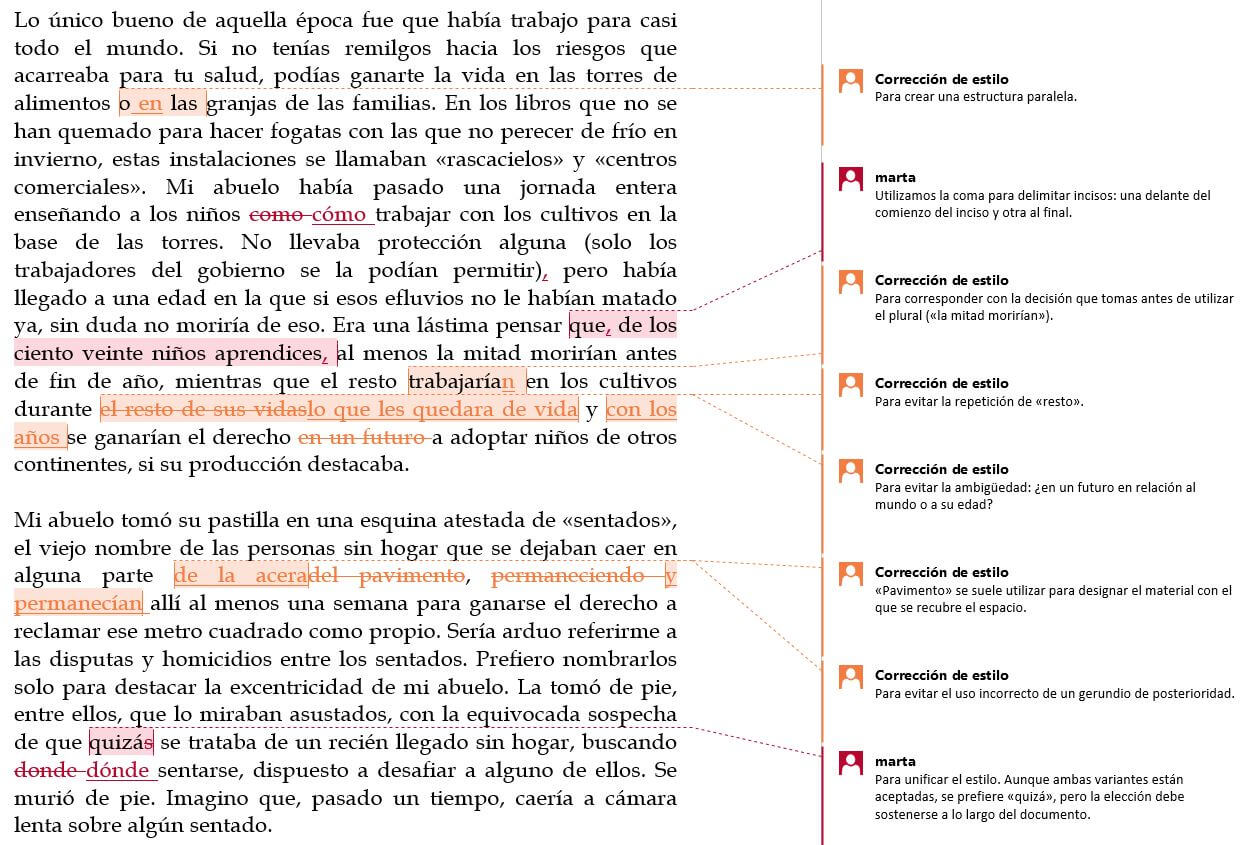 Lo único bueno de aquella época fue que había trabajo para casi
todo el mundo. Si no tenías remilgos hacia los riesgos que
acarreaba para tu salud, podías ganarte la vida en las torres de
alimentos o en las granjas de las familias. En los libros que no se
han quemado para hacer fogatas con las que no perecer de frío en
invierno, estas instalaciones se llamaban «rascacielos» y «centros
comerciales». Mi abuelo había pasado una jornada entera
enseñando a los niños como cómo trabajar con los cultivos en la
base de las torres. No llevaba protección alguna (solo los
trabajadores del gobierno se la podían permitir), pero había
llegado a una edad en la que si esos efluvios no le habían matado
ya, sin duda no moriría de eso. Era una lástima pensar que, de los
ciento veinte niños aprendices, al menos la mitad morirían antes
de fin de año, mientras que el resto trabajarían en los cultivos
durante el resto de sus vidaslo que les quedara de vida y con los
años se ganarían el derecho en un futuro a adoptar niños de otros
continentes, si su producción destacaba.
Mi abuelo tomó su pastilla en una esquina atestada de «sentados»,
el viejo nombre de las personas sin hogar que se dejaban caer en
alguna parte de la aceradel pavimento, permaneciendo y
permanecían allí al menos una semana para ganarse el derecho a
reclamar ese metro cuadrado como propio. Sería arduo referirme a
las disputas y homicidios entre los sentados. Prefiero nombrarlos
solo para destacar la excentricidad de mi abuelo. La tomó de pie,
entre ellos, que lo miraban asustados, con la equivocada sospecha
de que quizás se trataba de un recién llegado sin hogar, buscando
donde dónde sentarse, dispuesto a desafiar a alguno de ellos. Se
murió de pie. Imagino que, pasado un tiempo, caería a cámara
lenta sobre algún sentado.
Corrección de estilo
Para crear una estructura paralela.
marta
Utilizamos la coma para delimitar incisos: una delante del
comienzo del inciso y otra al final.
Corrección de estilo
Para corresponder con la decisión que tomas antes de utilizar
el plural («la mitad morirían»).
Corrección de estilo
Para evitar la repetición de «resto».
Corrección de estilo
Para evitar la ambigüedad: ¿en un futuro en relación al
mundo o a su edad?
Corrección de estilo
«Pavimento» se suele utilizar para designar el material con el
que se recubre el espacio.
Corrección de estilo
Para evitar el uso incorrecto de un gerundio de posterioridad.
marta
Para unificar el estilo. Aunque ambas variantes están
aceptadas, se prefiere «quizá», pero la elección debe
sostenerse a lo largo del documento.